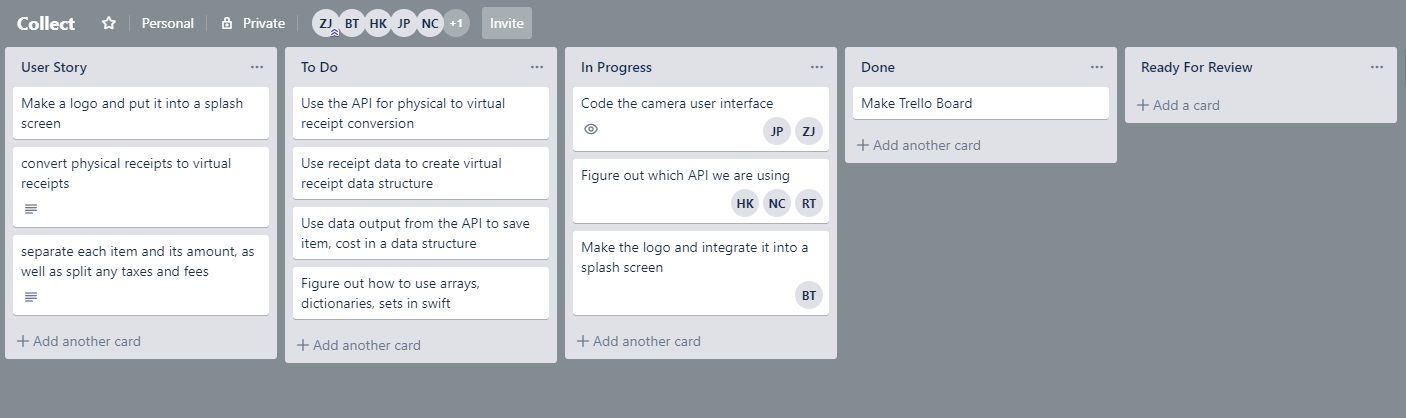 Collect
Personal
Private
ZJ BT HK JP NC +1
Invite
User Story
Make a logo and put it into a splash
screen
convert physical receipts to virtual
receipts
separate each item and its amount, as
well as split any taxes and fees
Add another card
To Do
Use the API for physical to virtual
receipt conversion
Use receipt data to create virtual
receipt data structure
Use data output from the API to save
item, cost in a data structure
Figure out how to use arrays,
dictionaries, sets in swift
Add another card
In Progress
Code the camera user interface
JP ZJ
Figure out which API we are using
HK NC RT
Make the logo and integrate it into a
splash screen
BT
Add another card
Done
Make Trello Board
Add another card
Ready For Review
Add a card